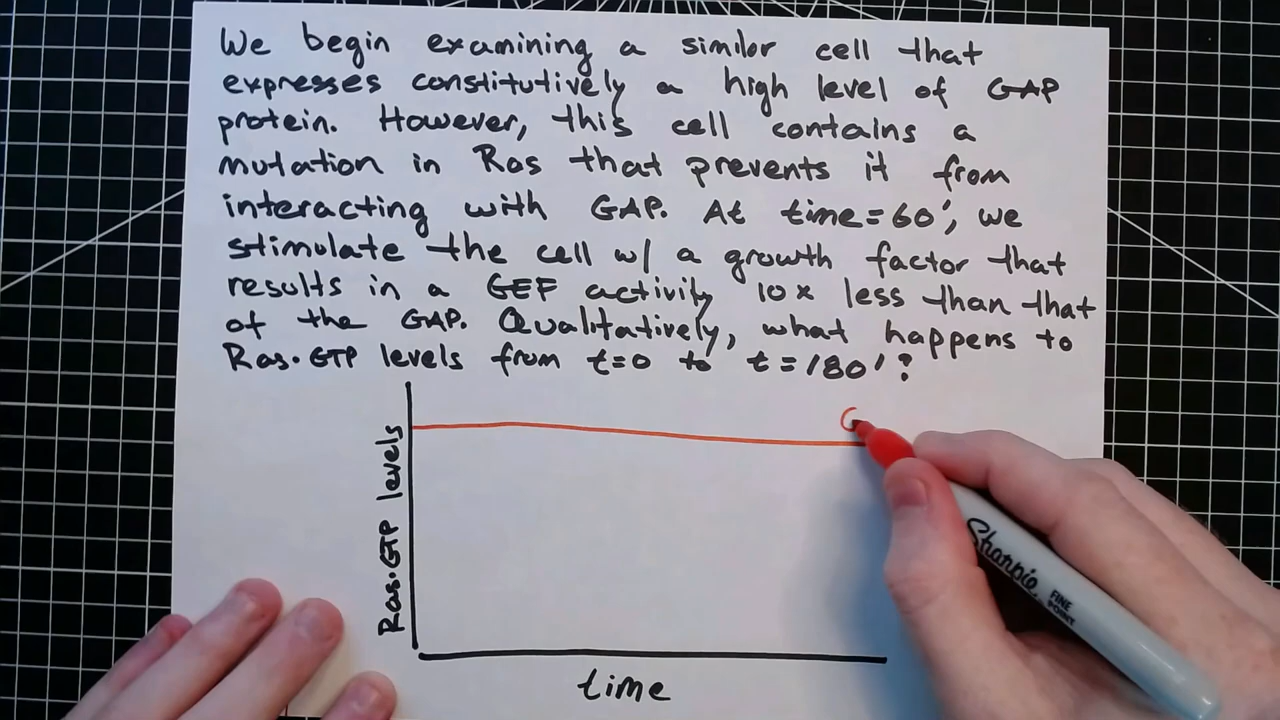 We begin examining a similar cell that
expresses constitutively a high level of GAP
protein. However, this cell contains a
mutation in Ras that prevents it from
interacting with GAP. At time=60', we
stimulate the cell w/ a growth factor that
results in a GEF activity 10x less than that
of the GAP. Qualitatively, what happens to
Ras·GTP levels from t=0 to t=180'?
Ras·GTP levels
time
Sharpie
FINE
POINT